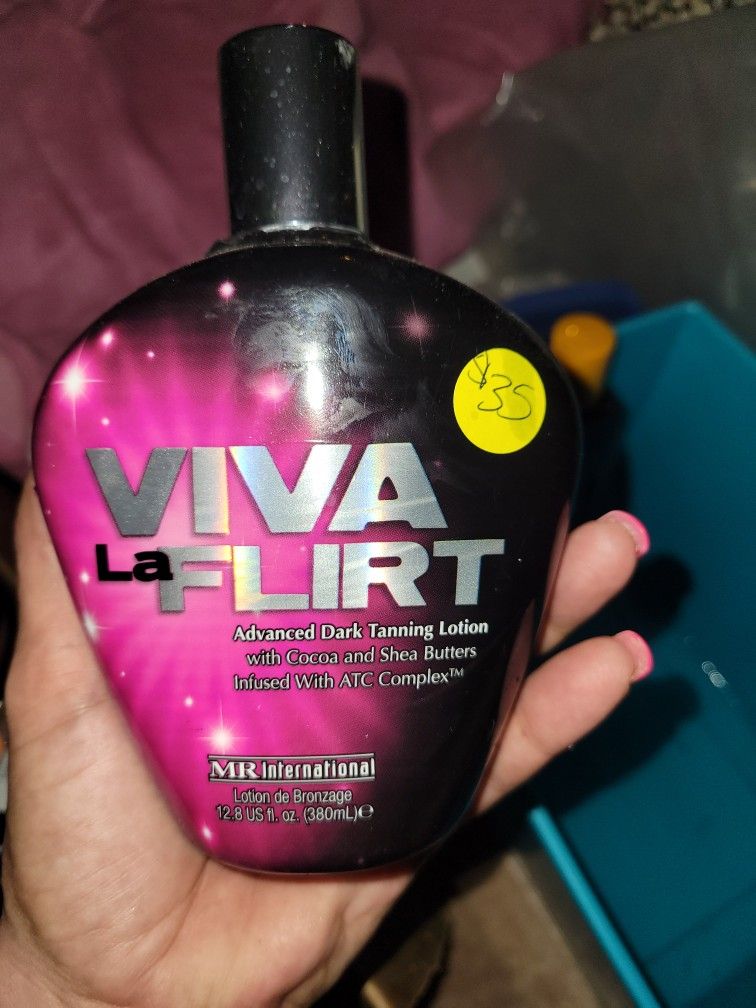 $35
VIVA
La FLIRT
Advanced Dark Tanning Lotion
with Cocoa and Shea Butters
Infused With ATC Complex™
MR International
Lotion de Bronzage
12.8 US fl. oz. (380mL)℮